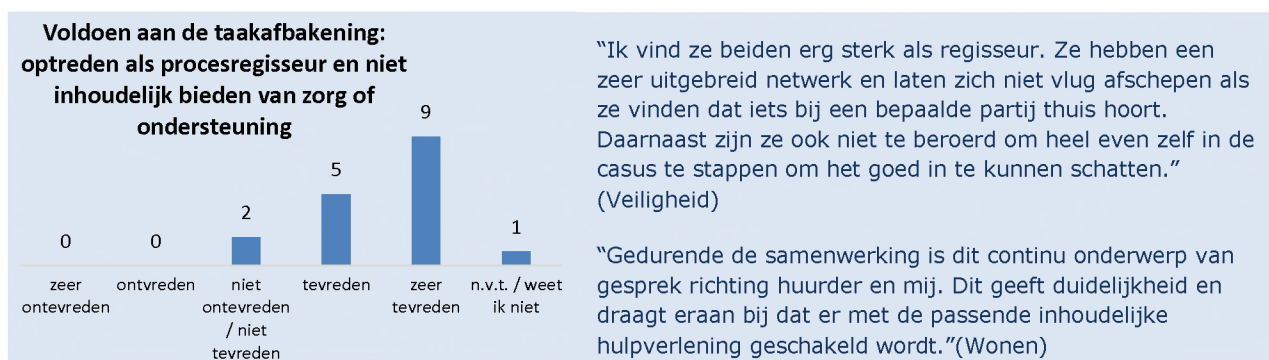 Voldoen aan de taakafbakening:
optreden als procesregisseur en niet
inhoudelijk bieden van zorg of
ondersteuning
0
0
2
5
9
1
zeer
ontevreden
ontvreden
niet
ontevreden
/ niet
tevreden
tevreden
zeer
tevreden
n.v.t. / weet
ik niet
“Ik vind ze beiden erg sterk als regisseur. Ze hebben een
zeer uitgebreid netwerk en laten zich niet vlug afschepen als
ze vinden dat iets bij een bepaalde partij thuis hoort.
Daarnaast zijn ze ook niet te beroerd om heel even zelf in de
casus te stappen om het goed in te kunnen schatten.”
(Veiligheid)
“Gedurende de samenwerking is dit continu onderwerp van
gesprek richting huurder en mij. Dit geeft duidelijkheid en
draagt eraan bij dat er met de passende inhoudelijke
hulpverlening geschakeld wordt.”(Wonen)